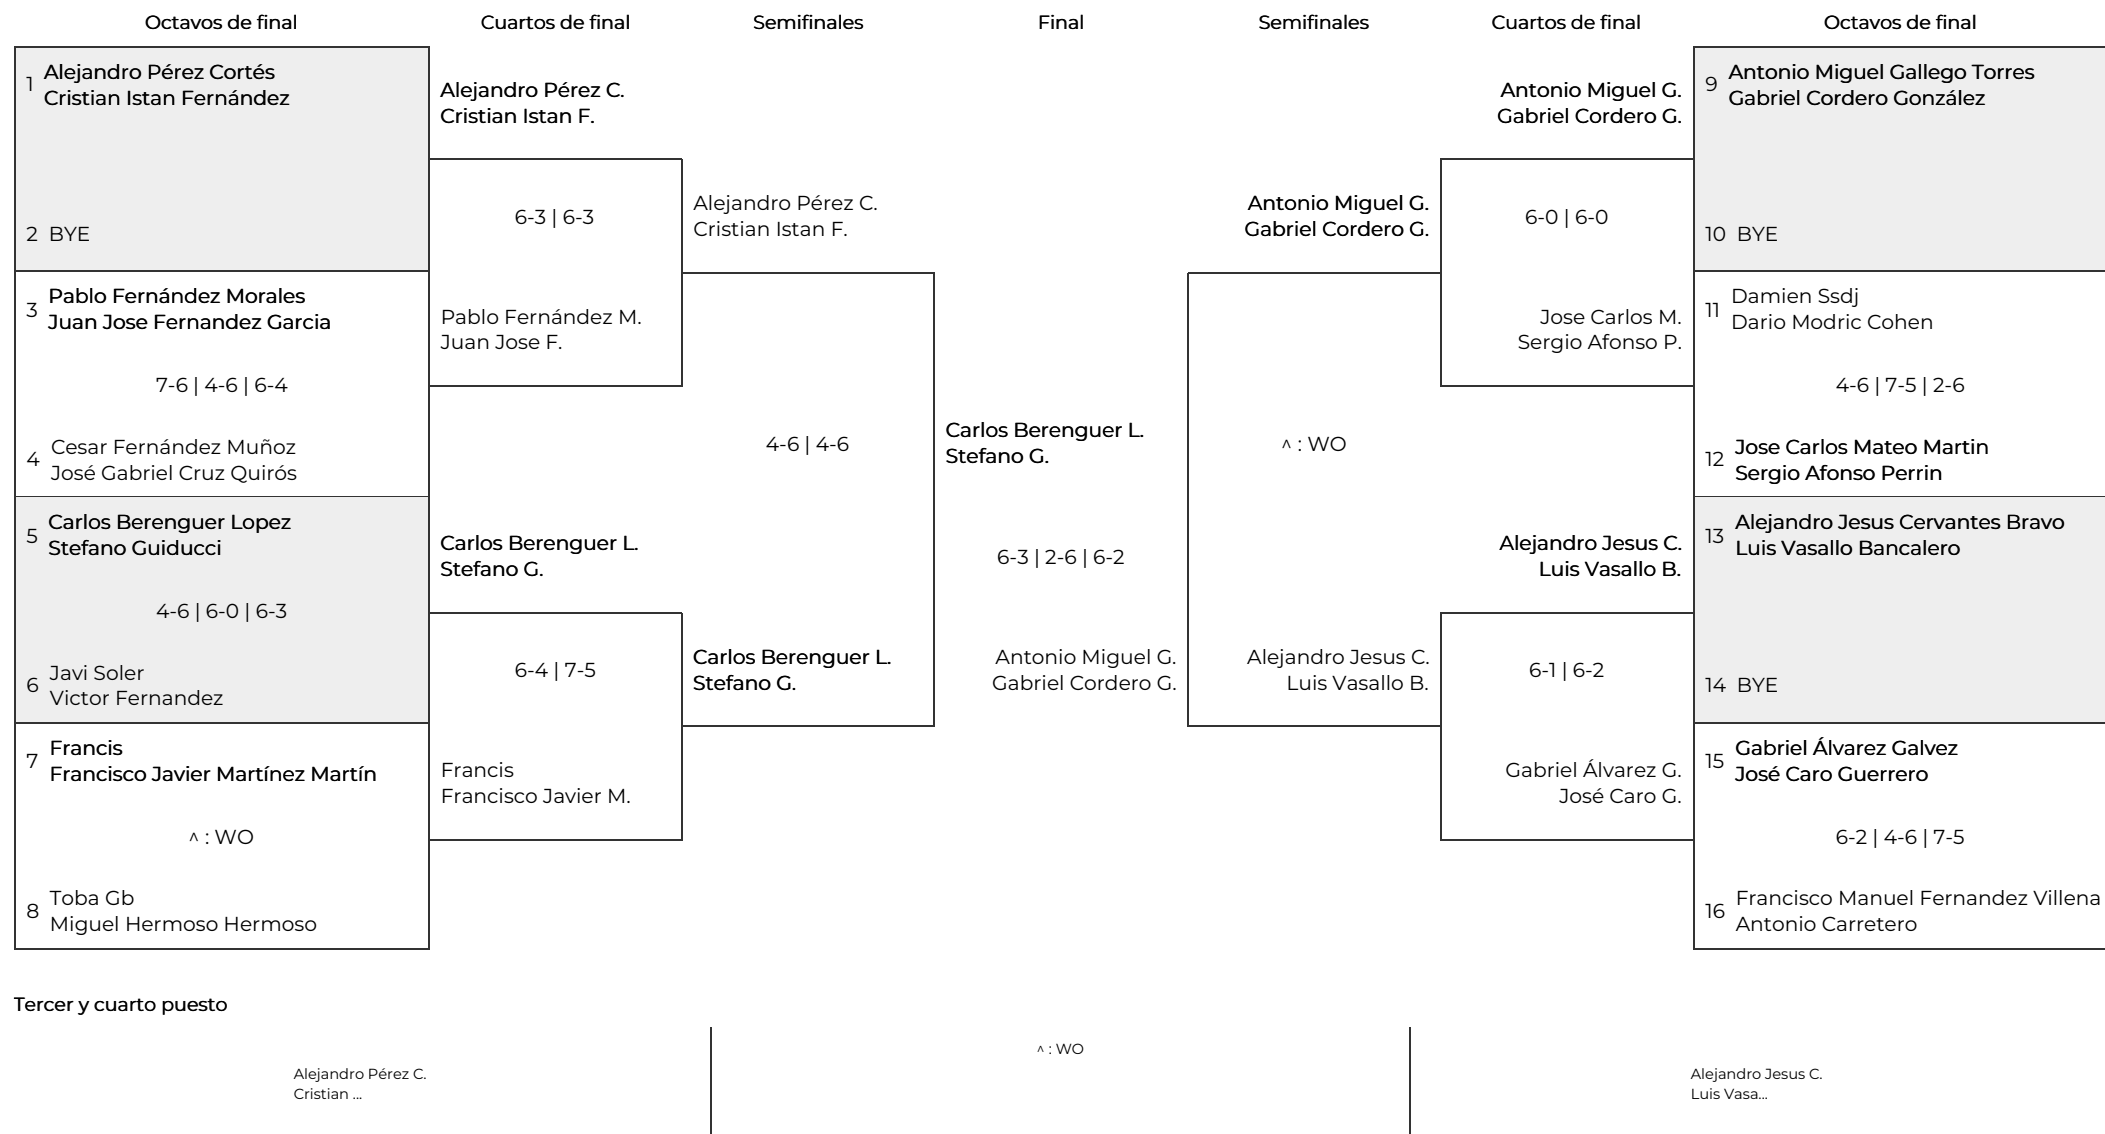 Octavos de final
Cuartos de final
Semifinales
Final
Semifinales
Cuartos de final
Octavos de final
1
Alejandro Pérez Cortés
Cristian Istan Fernández
2 BYE
3
Pablo Fernández Morales
Juan Jose Fernandez Garcia
7-6 | 4-6 | 6-4
4
Cesar Fernández Muñoz
José Gabriel Cruz Quirós
5
Carlos Berenguer Lopez
Stefano Guiducci
4-6 | 6-0 | 6-3
6
Javi Soler
Victor Fernandez
7
Francis
Francisco Javier Martínez Martín
^ : WO
8
Toba Gb
Miguel Hermoso Hermoso
Alejandro Pérez C.
Cristian Istan F.
6-3 | 6-3
Pablo Fernández M.
Juan Jose F.
Carlos Berenguer L.
Stefano G.
6-4 | 7-5
Francis
Francisco Javier M.
Alejandro Pérez C.
Cristian Istan F.
4-6 | 4-6
Carlos Berenguer L.
Stefano G.
Carlos Berenguer L.
Stefano G.
6-3 | 2-6 | 6-2
Antonio Miguel G.
Gabriel Cordero G.
Antonio Miguel G.
Gabriel Cordero G.
^ : WO
Alejandro Jesus C.
Luis Vasallo B.
Antonio Miguel G.
Gabriel Cordero G.
6-0 | 6-0
Jose Carlos M.
Sergio Afonso P.
Alejandro Jesus C.
Luis Vasallo B.
6-1 | 6-2
Gabriel Álvarez G.
José Caro G.
9
Antonio Miguel Gallego Torres
Gabriel Cordero González
10 BYE
11
Damien Ssdj
Dario Modric Cohen
4-6 | 7-5 | 2-6
12
Jose Carlos Mateo Martin
Sergio Afonso Perrin
13
Alejandro Jesus Cervantes Bravo
Luis Vasallo Bancalero
14 BYE
15
Gabriel Álvarez Galvez
José Caro Guerrero
6-2 | 4-6 | 7-5
16
Francisco Manuel Fernandez Villena
Antonio Carretero
Tercer y cuarto puesto
^ : WO
Alejandro Pérez C.
Cristian ...
Alejandro Jesus C.
Luis Vasa...